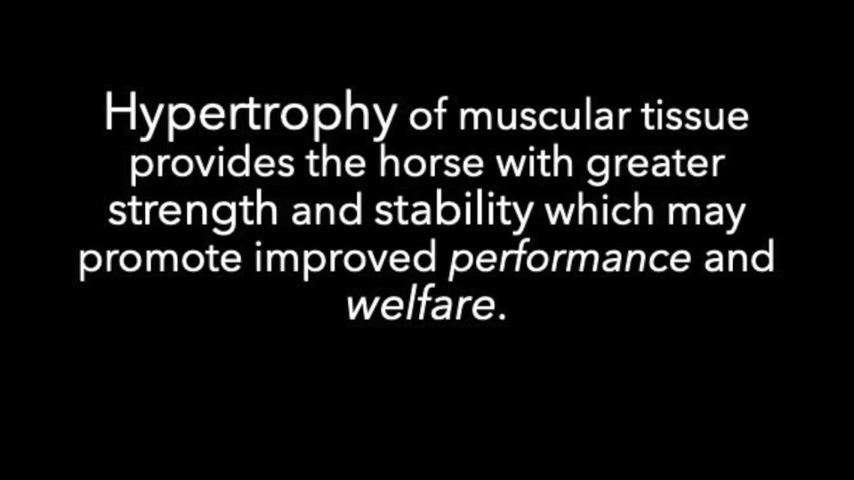 Hypertrophy of muscular tissue
provides the horse with greater
strength and stability which may
promote improved performance and
welfare.